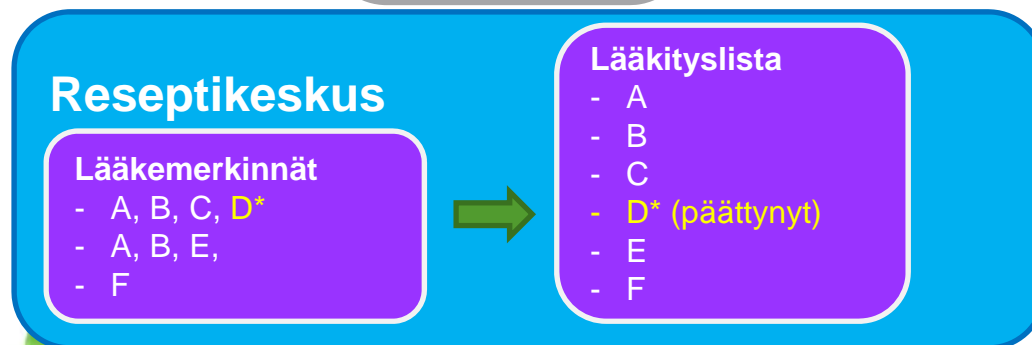 Reseptikeskus
Lääkemerkinnät
- A, B, C, D*
- A, B, E,
- F
Lääkityslista
- A
- B
- C
- D* (päättynyt)
- E
- F